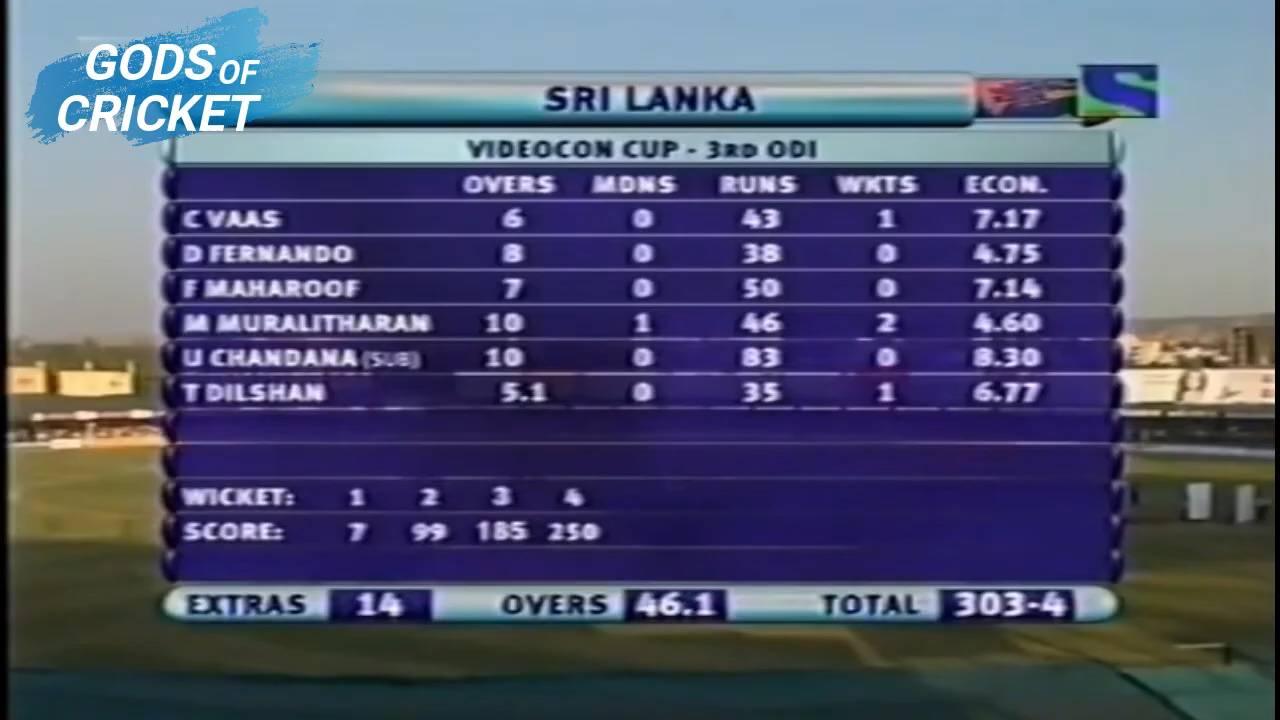 GODS OF
CRICKET
SRI LANKA
VIDEOCON CUP - 3RD ODI
OVERS MDNS RUNS WKTS ECON.
C VAAS 6 0 43 1 7.17
D FERNANDO 8 0 38 0 4.75
F MAHAROOF 7 0 50 0 7.14
M MURALITHARAN 10 1 46 2 4.60
U CHANDANA (SUB) 10 0 83 0 8.30
T DILSHAN 5.1 0 35 1 6.77
WICKET: 1 2 3 4
SCORE: 7 99 185 250
EXTRAS 14 OVERS 46.1 TOTAL 303-4